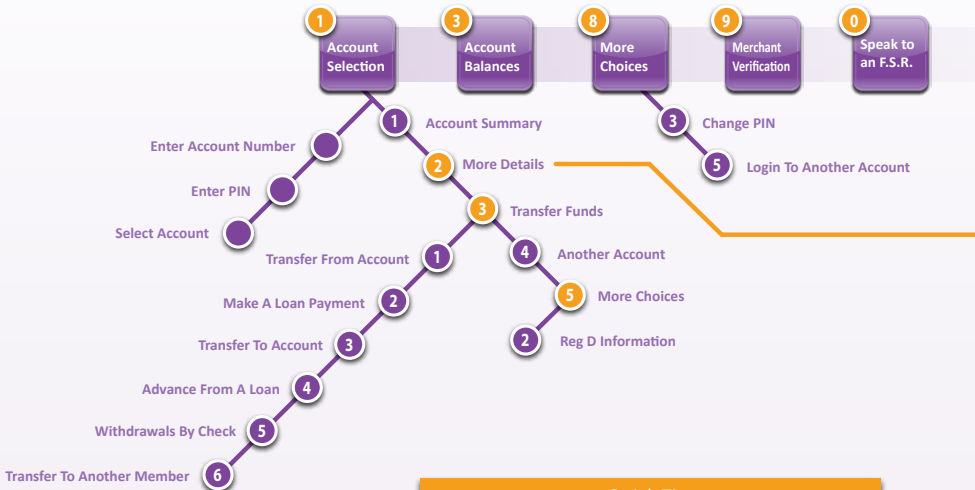 1
Account
Selection
3
Account
Balances
8
More
Choices
9
Merchant
Verification
0
Speak to
an F.S.R.
Enter Account Number
Enter PIN
Select Account
1 Account Summary
2 More Details
3 Transfer Funds
Transfer From Account 1
Make A Loan Payment 2
Transfer To Account 3
Advance From A Loan 4
Withdrawals By Check 5
Transfer To Another Member 6
4 Another Account
5 More Choices
2 Reg D Information
3 Change PIN
5 Login To Another Account